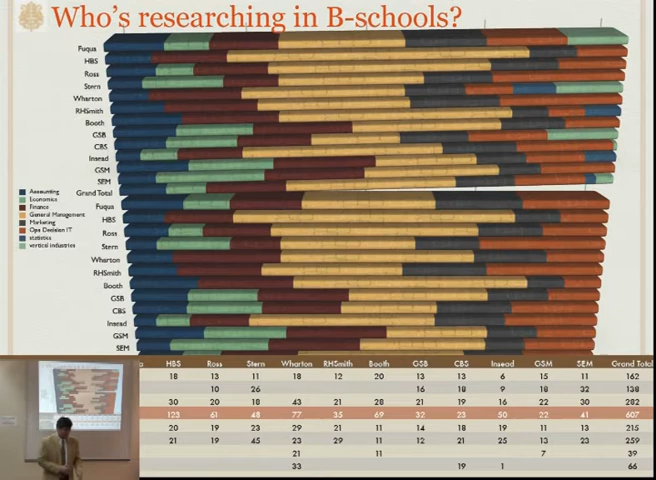 Who's researching in B-schools?
Fuqua
HBS
Ross
Stern
Wharton
RHSmith
Booth
GSB
CBS
Insead
GSM
SEM
Grand Total
Fuqua
HBS
Ross
Stern
Wharton
RHSmith
Booth
GSB
CBS
Insead
GSM
SEM
Accounting
Economics
Finance
General Management
Marketing
Ops Decision IT
statistics
vertical industries
HBS Ross Stern Wharton RHSmith Booth GSB CBS Insead GSM SEM Grand Total
18 13 11 18 12 20 13 13 6 15 11 162
10 26 16 18 9 18 32 138
30 20 18 43 21 28 21 19 16 22 30 282
123 61 48 77 35 69 32 23 50 22 41 607
20 19 23 29 21 11 14 18 19 11 13 215
21 19 45 23 29 11 12 21 25 13 23 259
21 11 7 39
33 19 1 66